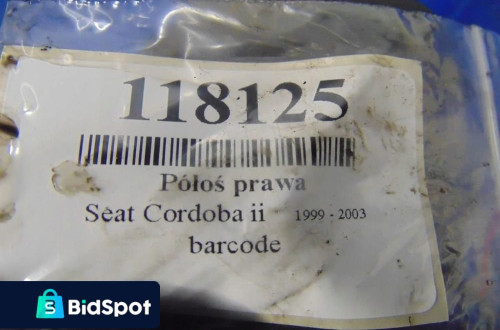 118125
Półoś prawa
Seat Cordoba ii 1999 - 2003
barcode
S BidSpot